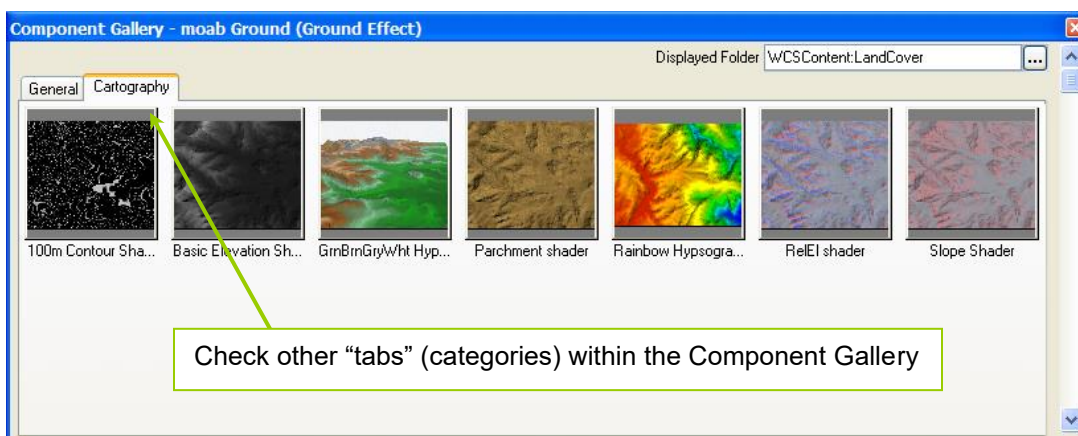 Component Gallery - moab Ground (Ground Effect)
Displayed Folder WCSContent:LandCover ...
General Cartography
100m Contour Sha... Basic Elevation Sh... GrnBrnGryWht Hyp... Parchment shader Rainbow Hypsogra... RelEl shader Slope Shader
Check other “tabs” (categories) within the Component Gallery